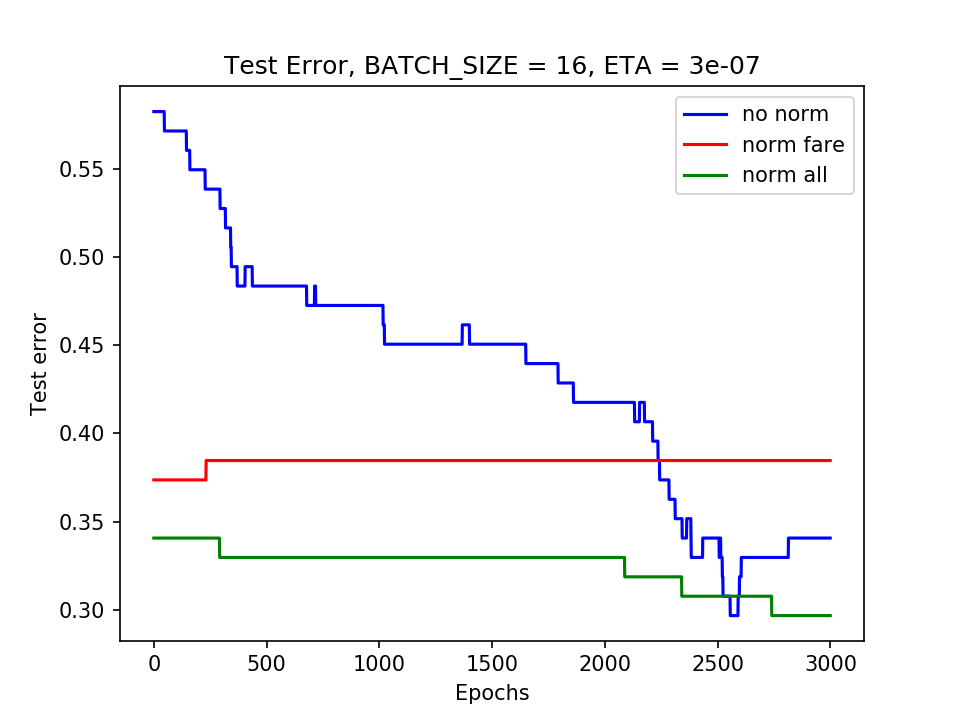 Test Error, BATCH_SIZE = 16, ETA = 3e-07
no norm
norm fare
norm all
Test error
0.55
0.50
0.45
0.40
0.35
0.30
0 500 1000 1500 2000 2500 3000
Epochs